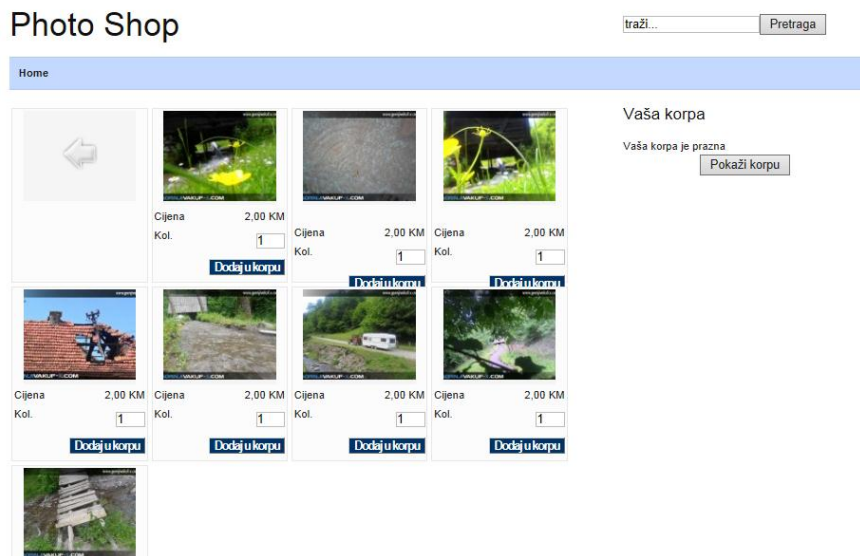 Photo Shop
traži...
Pretraga
Home
Vaša korpa
Vaša korpa je prazna
Pokaži korpu
Cijena 2,00 KM
Kol. 1
Dodaj u korpu
Cijena 2,00 KM
Kol. 1
Dodaj u korpu
Cijena 2,00 KM
Kol. 1
Dodaj u korpu
Cijena 2,00 KM
Kol. 1
Dodaj u korpu
Cijena 2,00 KM
Kol. 1
Dodaj u korpu
Cijena 2,00 KM
Kol. 1
Dodaj u korpu
Cijena 2,00 KM
Kol. 1
Dodaj u korpu